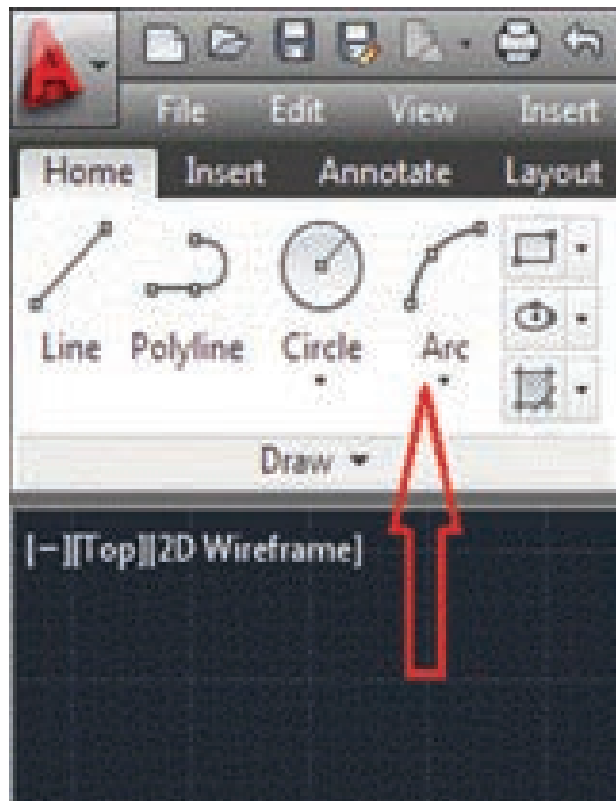 File Edit View Insert
Home Insert Annotate Layout
Line Polyline Circle Arc
Draw
[−][Top][2D Wireframe]